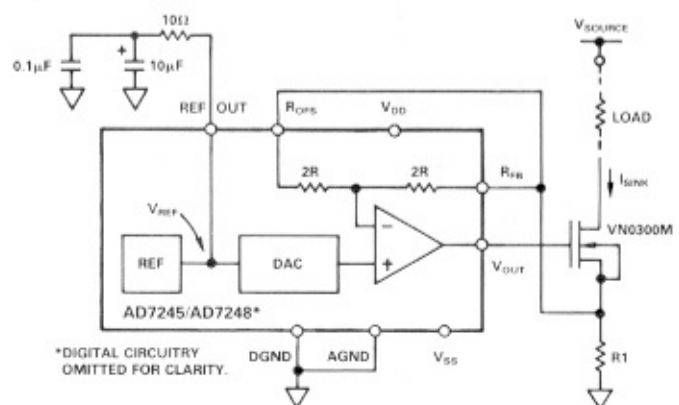 10Ω
V_SOURCE
0.1μF
+
10μF
REF OUT
R_OFS
V_DD
LOAD
2R
2R
R_FB
I_SINK
V_REF
VN0300M
REF
DAC
−
+
V_OUT
AD7245/AD7248*
*DIGITAL CIRCUITRY
OMITTED FOR CLARITY.
DGND
AGND
V_SS
R1